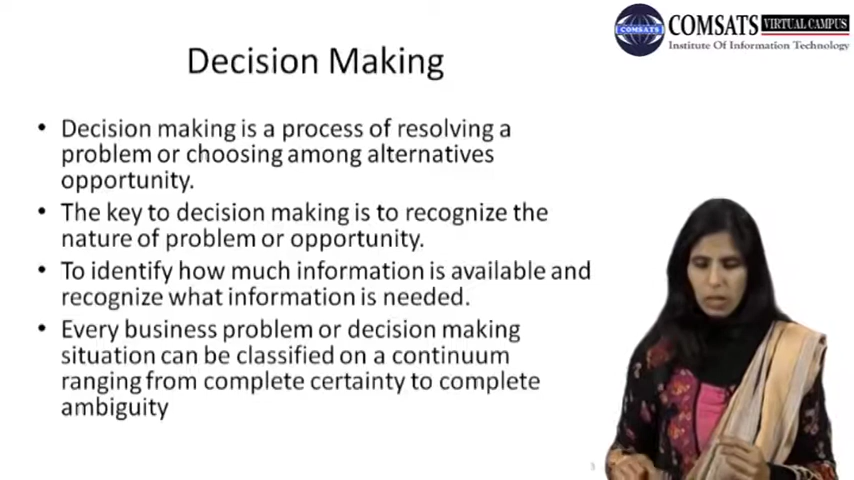 COMSATS
COMSATS VIRTUAL CAMPUS
Institute Of Information Technology
Decision Making
• Decision making is a process of resolving a
problem or choosing among alternatives
opportunity.
• The key to decision making is to recognize the
nature of problem or opportunity.
• To identify how much information is available and
recognize what information is needed.
• Every business problem or decision making
situation can be classified on a continuum
ranging from complete certainty to complete
ambiguity
3